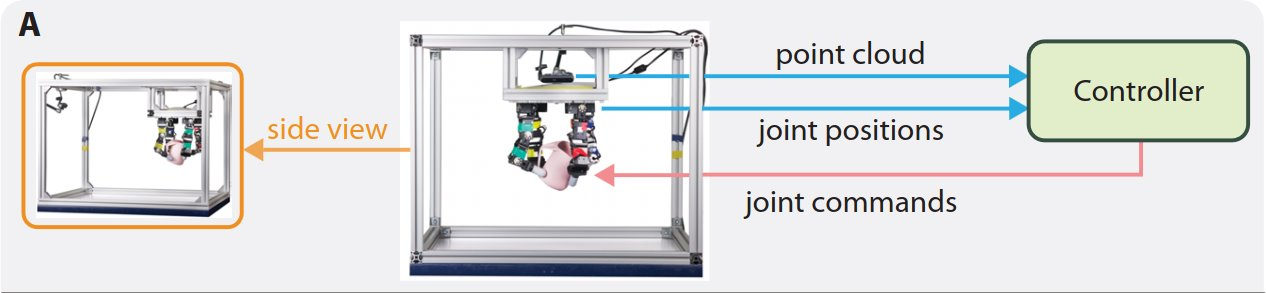 A
side view
point cloud
joint positions
joint commands
Controller